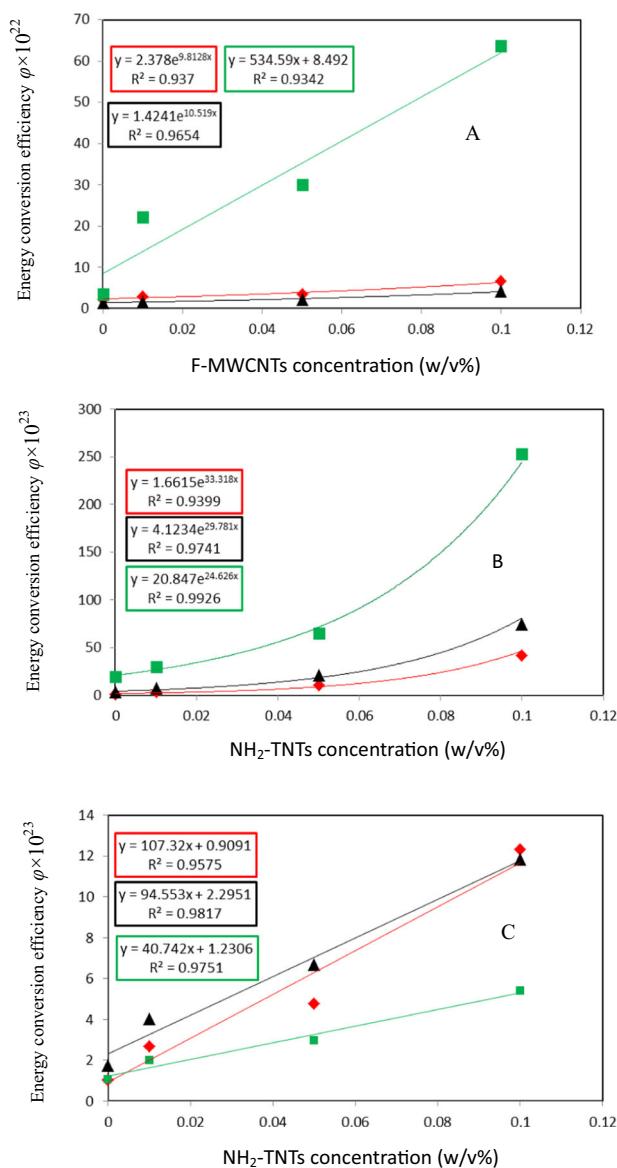 Energy conversion efficiency φ×10²²
70
60
50
40
30
20
10
0
y = 2.378e^9.8128x
R² = 0.937
y = 534.59x + 8.492
R² = 0.9342
y = 1.4241e^10.519x
R² = 0.9654
A
0 0.02 0.04 0.06 0.08 0.1 0.12
F-MWCNTs concentration (w/v%)
Energy conversion efficiency φ×10²³
300
250
200
150
100
50
0
y = 1.6615e^33.318x
R² = 0.9399
y = 4.1234e^29.781x
R² = 0.9741
y = 20.847e^24.626x
R² = 0.9926
B
0 0.02 0.04 0.06 0.08 0.1 0.12
NH₂-TNTs concentration (w/v%)
Energy conversion efficiency φ×10²³
14
12
10
8
6
4
2
0
y = 107.32x + 0.9091
R² = 0.9575
y = 94.553x + 2.2951
R² = 0.9817
y = 40.742x + 1.2306
R² = 0.9751
C
0 0.02 0.04 0.06 0.08 0.1 0.12
NH₂-TNTs concentration (w/v%)